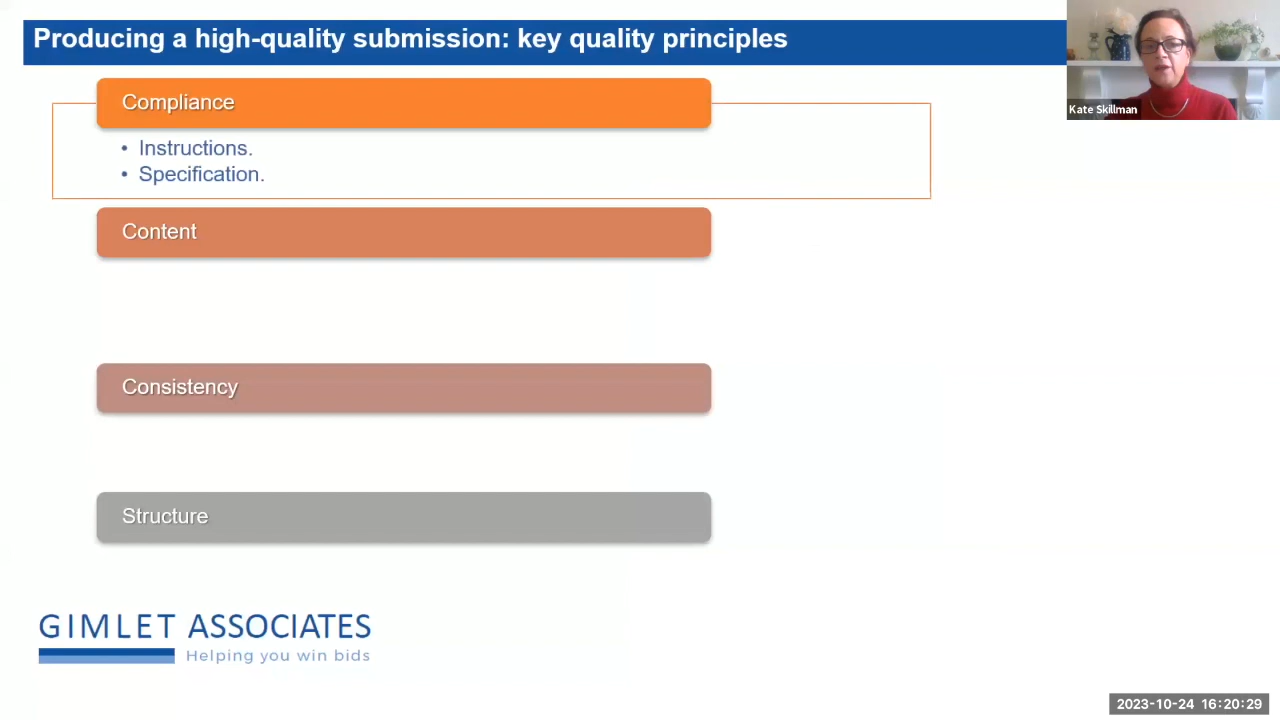 Producing a high-quality submission: key quality principles
Kate Skillman
Compliance
• Instructions.
• Specification.
Content
Consistency
Structure
GIMLET ASSOCIATES
Helping you win bids
2023-10-24 16:20:29